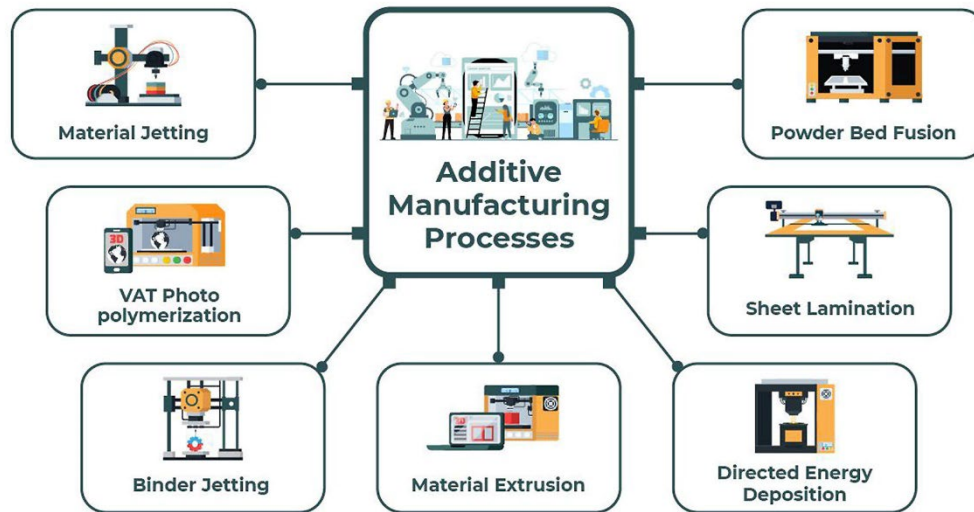 Material Jetting
Additive
Manufacturing
Processes
Powder Bed Fusion
3D
VAT Photo
polymerization
Sheet Lamination
Binder Jetting
Material Extrusion
Directed Energy
Deposition